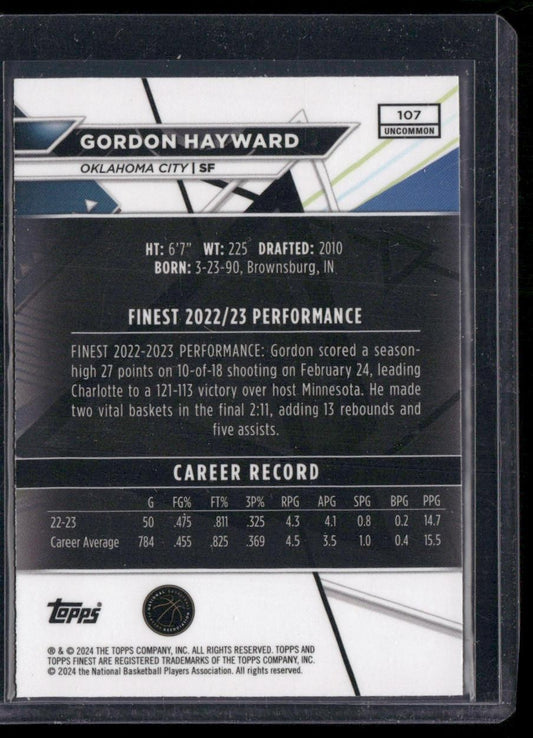 107
UNCOMMON
GORDON HAYWARD
OKLAHOMA CITY | SF
HT: 6'7" WT: 225 DRAFTED: 2010
BORN: 3-23-90, Brownsburg, IN
FINEST 2022/23 PERFORMANCE
FINEST 2022-2023 PERFORMANCE: Gordon scored a season-
high 27 points on 10-of-18 shooting on February 24, leading
Charlotte to a 121-113 victory over host Minnesota. He made
two vital baskets in the final 2:11, adding 13 rebounds and
five assists.
CAREER RECORD
G FG% FT% 3P% RPG APG SPG BPG PPG
22-23 50 .475 .811 .325 4.3 4.1 0.8 0.2 14.7
Career Average 784 .455 .825 .369 4.5 3.5 1.0 0.4 15.5
topps
® & © 2024 THE TOPPS COMPANY, INC. ALL RIGHTS RESERVED. TOPPS AND
TOPPS FINEST ARE REGISTERED TRADEMARKS OF THE TOPPS COMPANY, INC.
© 2024 the National Basketball Players Association. All rights reserved.